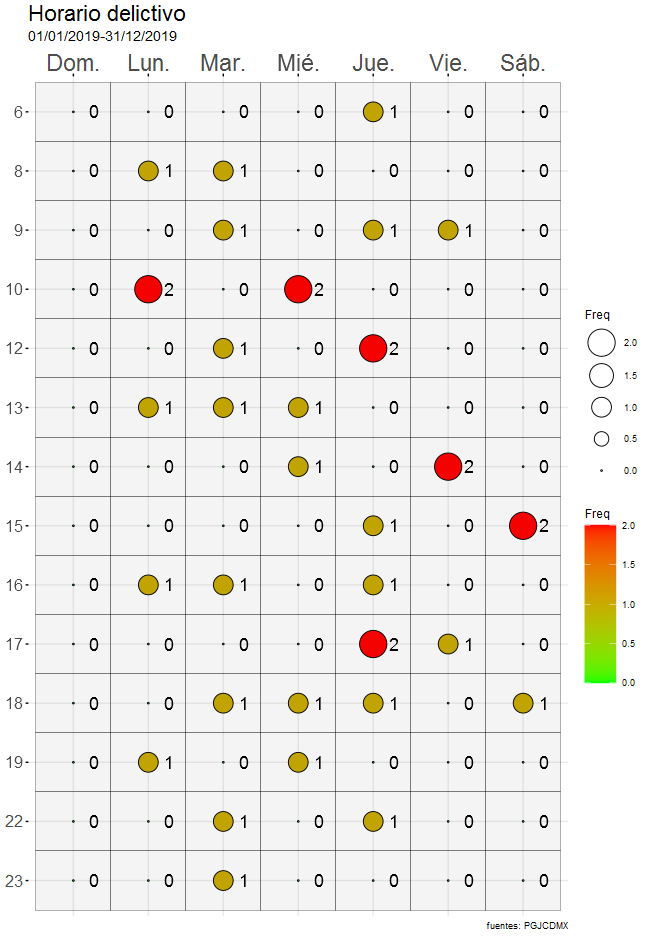 Horario delictivo
01/01/2019-31/12/2019
Dom. Lun. Mar. Mié. Jue. Vie. Sáb.
6 0 0 0 0 1 0 0
8 0 1 1 0 0 0 0
9 0 0 1 0 1 1 0
10 0 2 0 2 0 0 0
12 0 0 1 0 2 0 0
13 0 1 1 1 0 0 0
14 0 0 0 1 0 2 0
15 0 0 0 0 1 0 2
16 0 1 1 0 1 0 0
17 0 0 0 0 2 1 0
18 0 0 1 1 1 0 1
19 0 1 0 1 0 0 0
22 0 0 1 0 1 0 0
23 0 0 1 0 0 0 0
Freq
2.0
1.5
1.0
0.5
0.0
Freq
2.0
1.5
1.0
0.5
0.0
fuentes: PGJCDMX